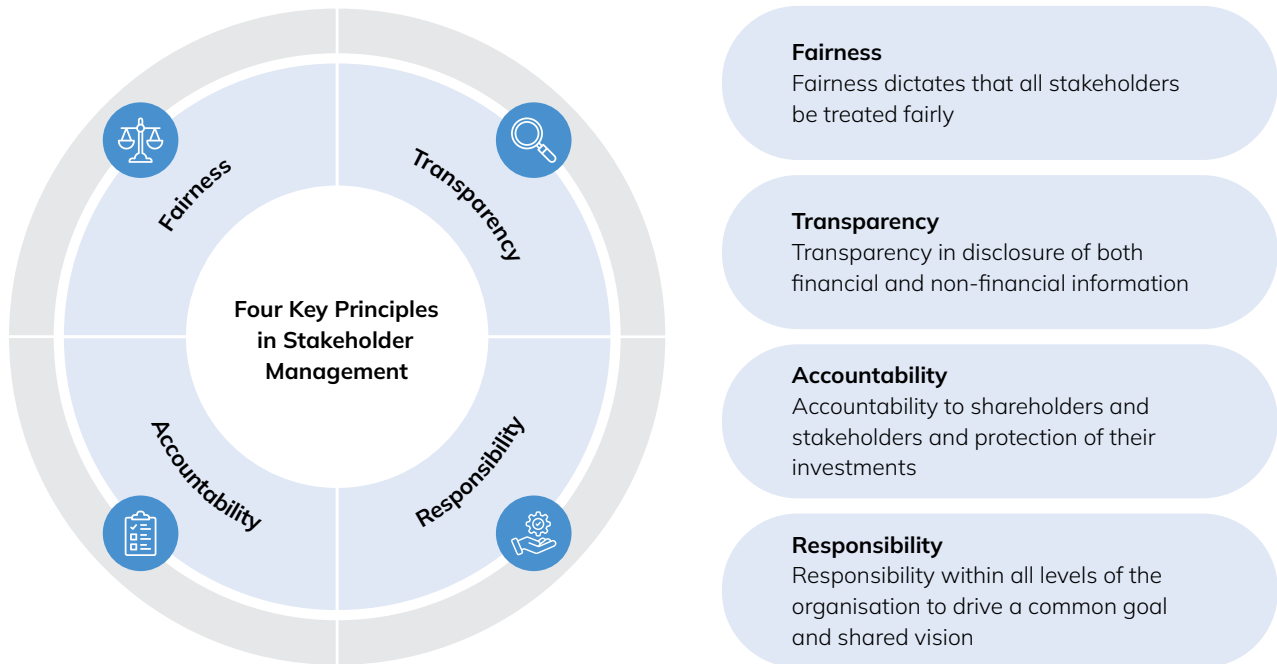 Fairness
Transparency
Four Key Principles
in Stakeholder
Management
Accountability
Responsibility
Fairness
Fairness dictates that all stakeholders
be treated fairly
Transparency
Transparency in disclosure of both
financial and non-financial information
Accountability
Accountability to shareholders and
stakeholders and protection of their
investments
Responsibility
Responsibility within all levels of the
organisation to drive a common goal
and shared vision